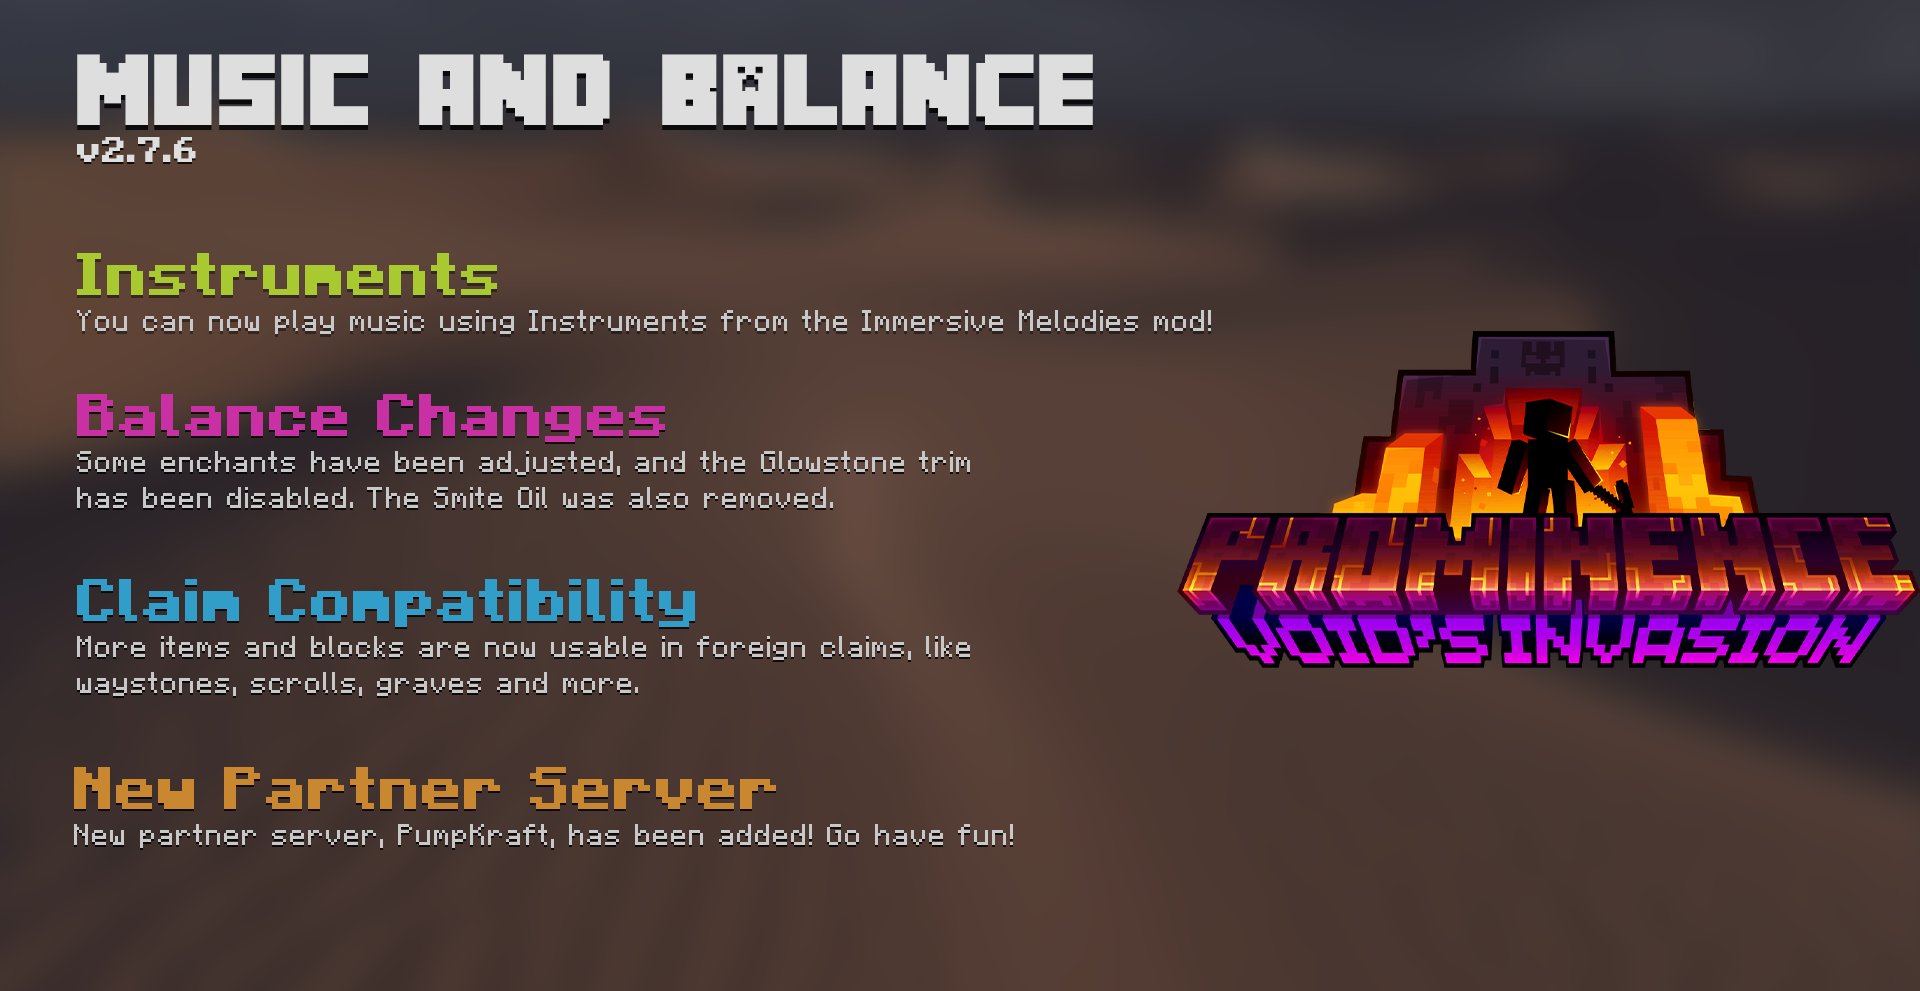 MUSIC AND BALANCE
v2.7.6
Instruments
You can now play music using Instruments from the Immersive Melodies mod!
Balance Changes
Some enchants have been adjusted, and the Glowstone trim
has been disabled. The Smite Oil was also removed.
Claim Compatibility
More items and blocks are now usable in foreign claims, like
waystones, scrolls, graves and more.
New Partner Server
New partner server, PumpKraft, has been added! Go have fun!
PROMINENCE
VOID'S INVASION